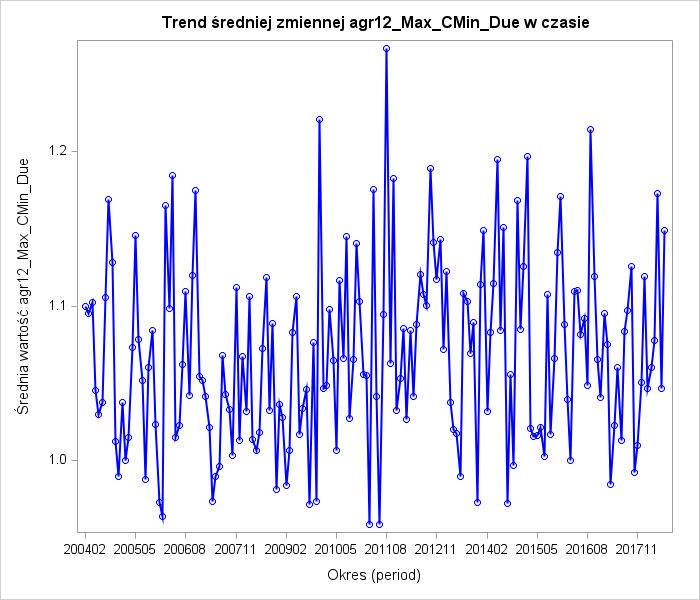 Trend średniej zmiennej agr12_Max_CMin_Due w czasie
Średnia wartość agr12_Max_CMin_Due
1.2
1.1
1.0
200402 200505 200608 200711 200902 201005 201108 201211 201402 201505 201608 201711
Okres (period)